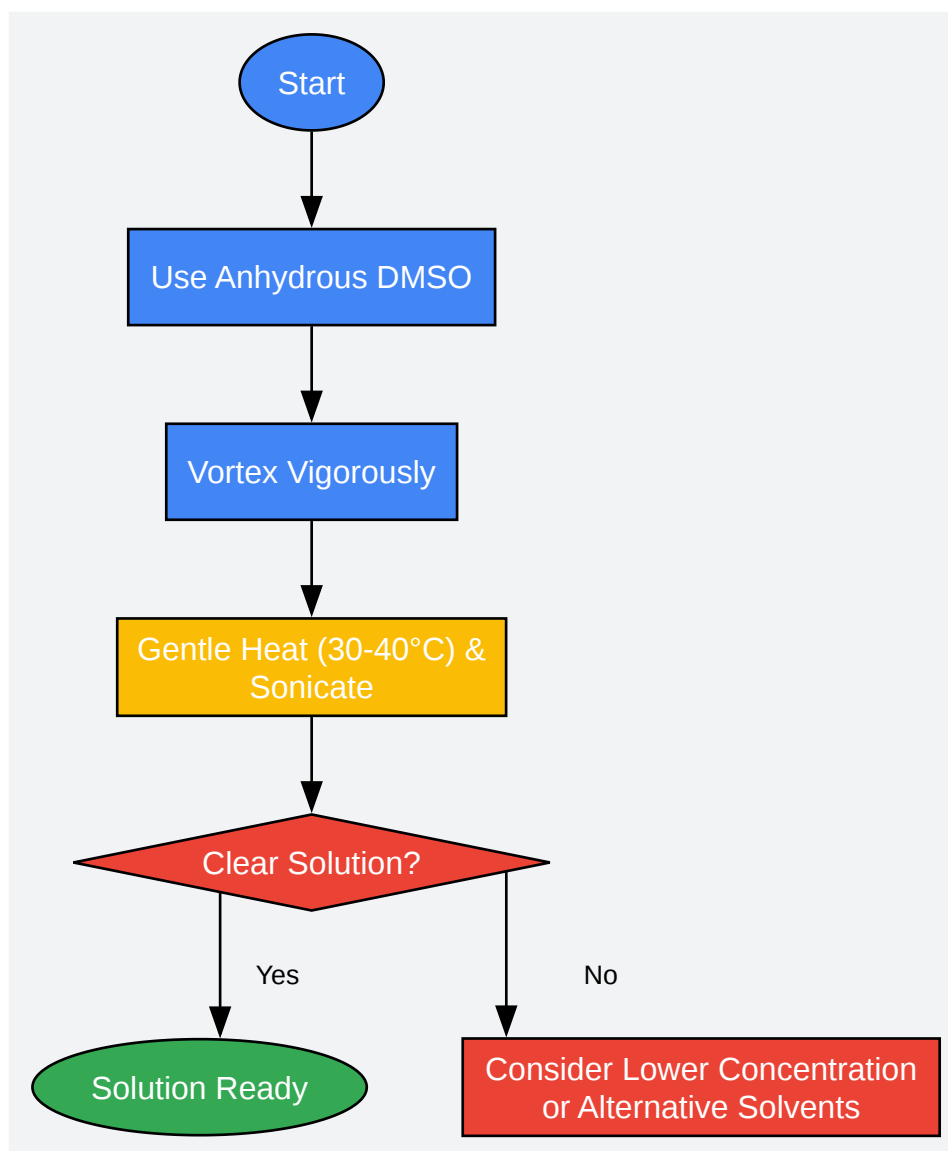 Start
Use Anhydrous DMSO
Vortex Vigorously
Gentle Heat (30-40°C) &
Sonicate
Clear Solution?
Yes
No
Solution Ready
Consider Lower Concentration
or Alternative Solvents